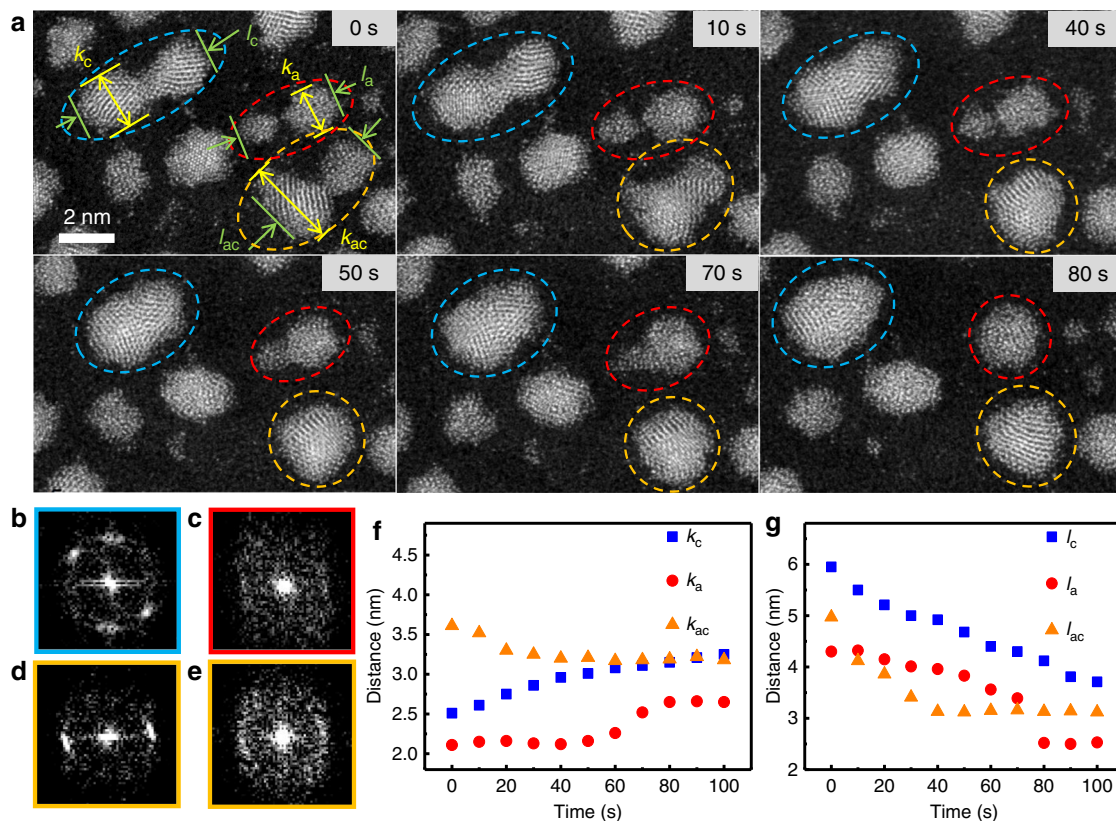 a
0 s
10 s
40 s
k_c
l_c
k_a
l_a
2 nm
l_ac
k_ac
50 s
70 s
80 s
b
c
d
e
f
k_c
k_a
k_ac
4.5
4.0
3.5
3.0
2.5
2.0
Distance (nm)
0 20 40 60 80 100
Time (s)
g
l_c
l_a
l_ac
6
5
4
3
2
Distance (nm)
0 20 40 60 80 100
Time (s)